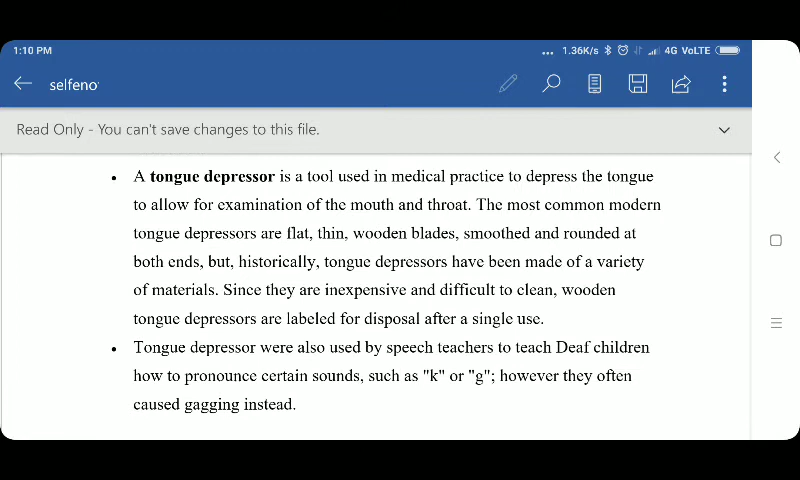 1:10 PM
... 1.36K/s 4G VoLTE
selfeno
Read Only - You can't save changes to this file.
• A tongue depressor is a tool used in medical practice to depress the tongue
to allow for examination of the mouth and throat. The most common modern
tongue depressors are flat, thin, wooden blades, smoothed and rounded at
both ends, but, historically, tongue depressors have been made of a variety
of materials. Since they are inexpensive and difficult to clean, wooden
tongue depressors are labeled for disposal after a single use.
• Tongue depressor were also used by speech teachers to teach Deaf children
how to pronounce certain sounds, such as "k" or "g"; however they often
caused gagging instead.